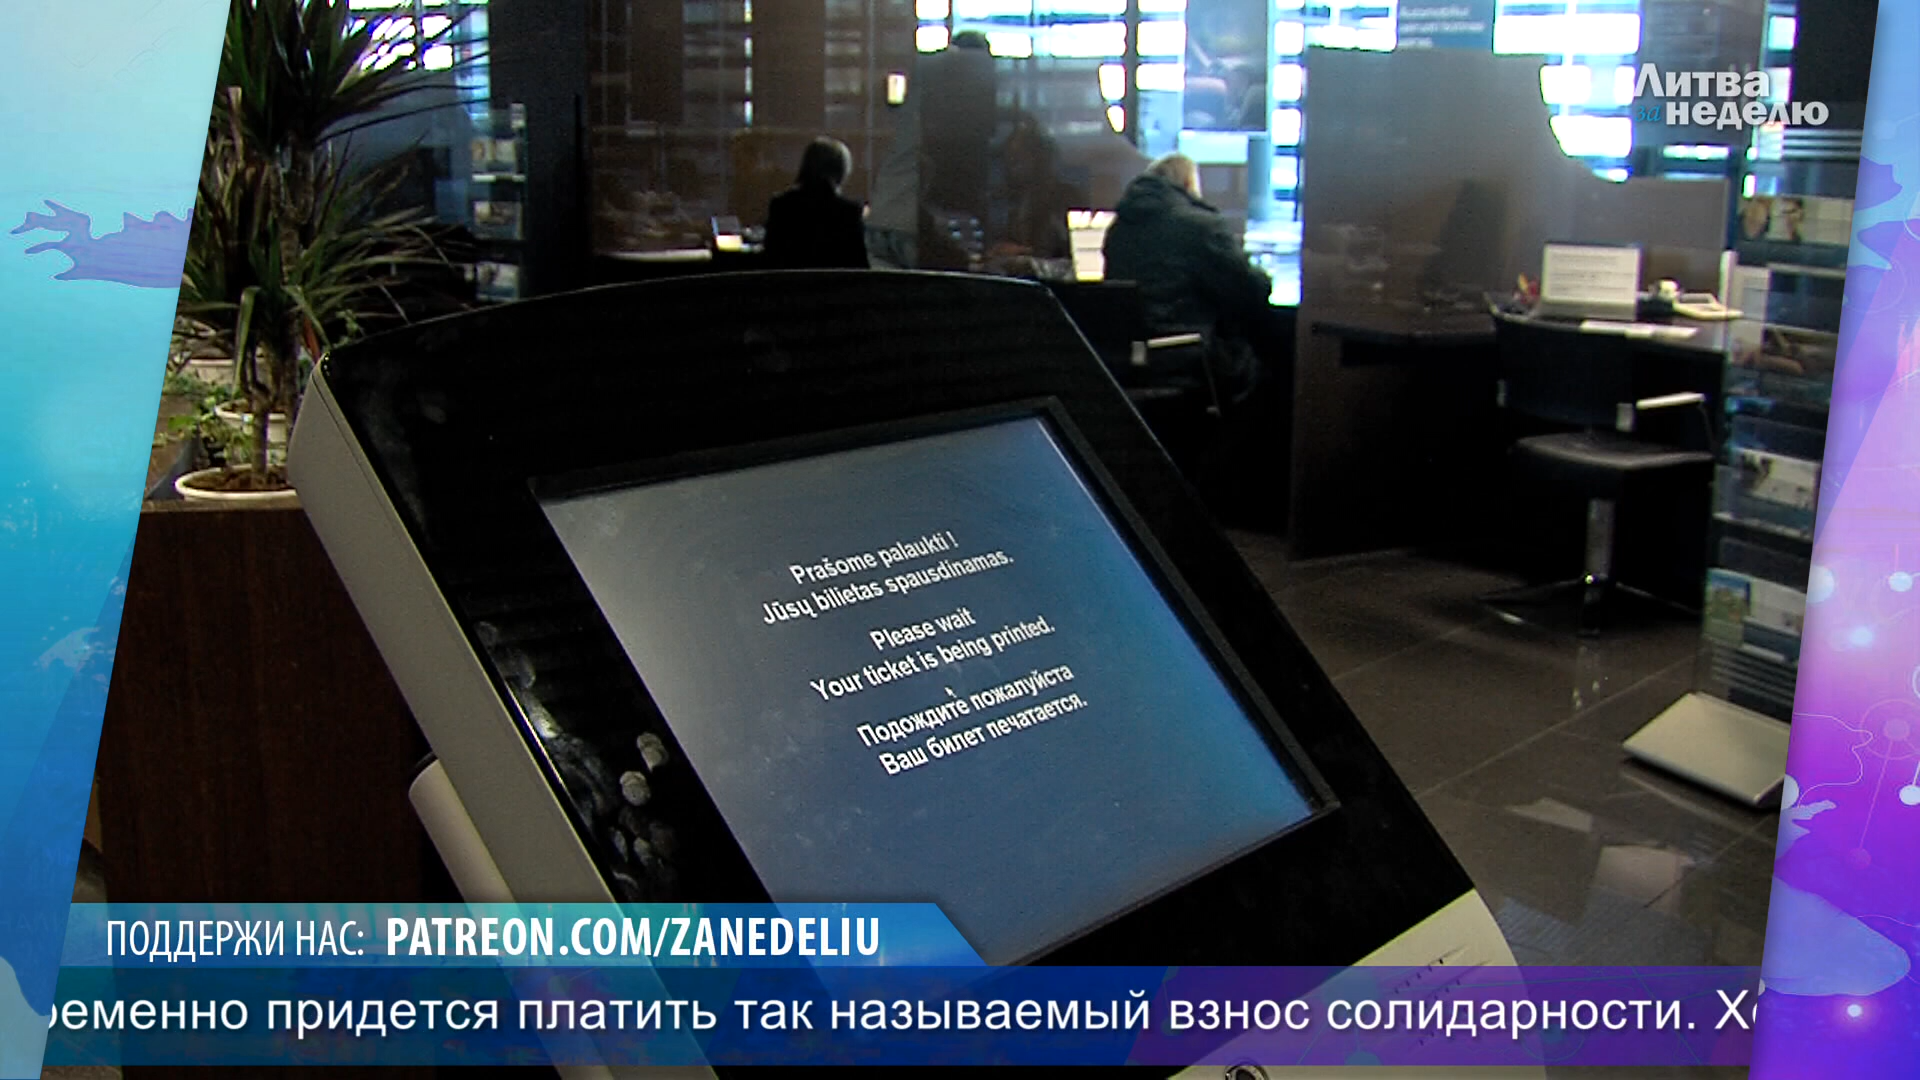 Литва
за неделю
Prašome palaukti !
Jūsų bilietas spausdinamas.
Please wait
Your ticket is being printed.
Подождите пожалуйста
Ваш билет печатается.
ПОДДЕРЖИ НАС: PATREON.COM/ZANEDELIU
ременно придется платить так называемый взнос солидарности. Х